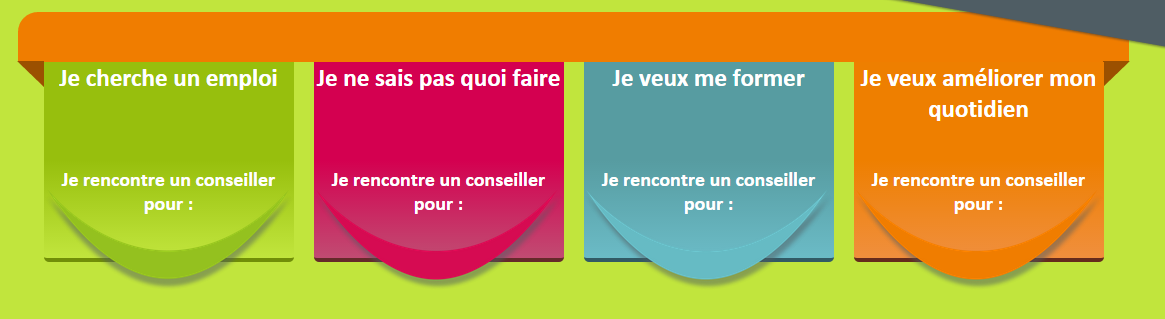 Je cherche un emploi
Je rencontre un conseiller
pour :
Je ne sais pas quoi faire
Je rencontre un conseiller
pour :
Je veux me former
Je rencontre un conseiller
pour :
Je veux améliorer mon
quotidien
Je rencontre un conseiller
pour :